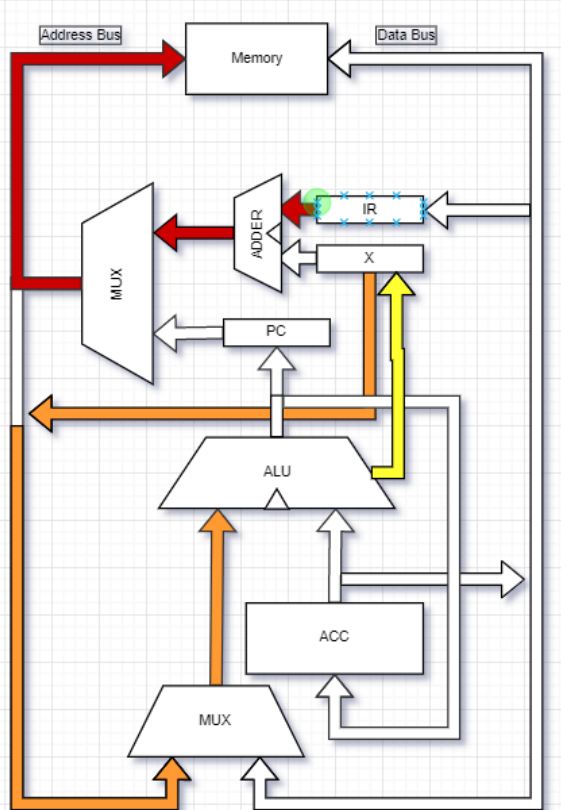 Address Bus
Memory
Data Bus
IR
ADDER
X
MUX
PC
ALU
ACC
MUX